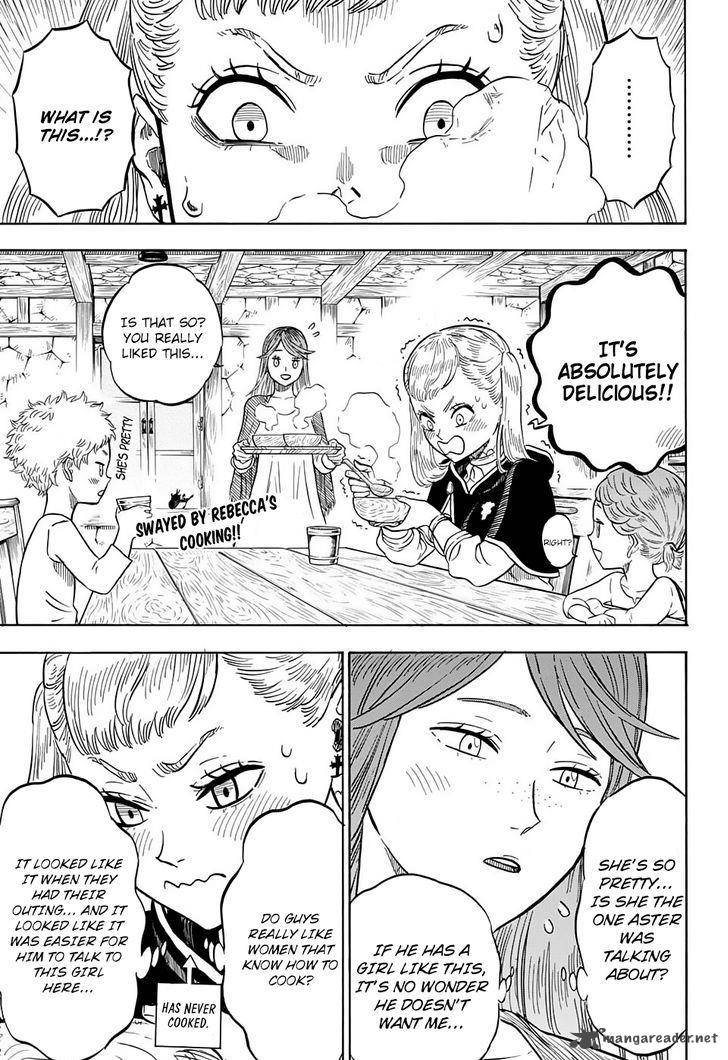 .........
WHAT IS
THIS...!?
IT'S
ABSOLUTELY
DELICIOUS!!
RIGHT?
IS THAT SO?
YOU REALLY
LIKED THIS...
SHE'S PRETTY
SWAYED BY REBECCA'S
COOKING!!
SHE'S SO
PRETTY...
IS SHE THE
ONE ASTER
WAS
TALKING
ABOUT?
IF HE HAS A
GIRL LIKE THIS,
IT'S NO WONDER
HE DOESN'T
WANT ME...
DO GUYS
REALLY LIKE
WOMEN THAT
KNOW HOW TO
COOK?
HAS NEVER
COOKED.
IT LOOKED LIKE
IT WHEN THEY
HAD THEIR
OUTING... AND IT
LOOKED LIKE IT
WAS EASIER FOR
HIM TO TALK TO
THIS GIRL
HERE...
mangareader.net